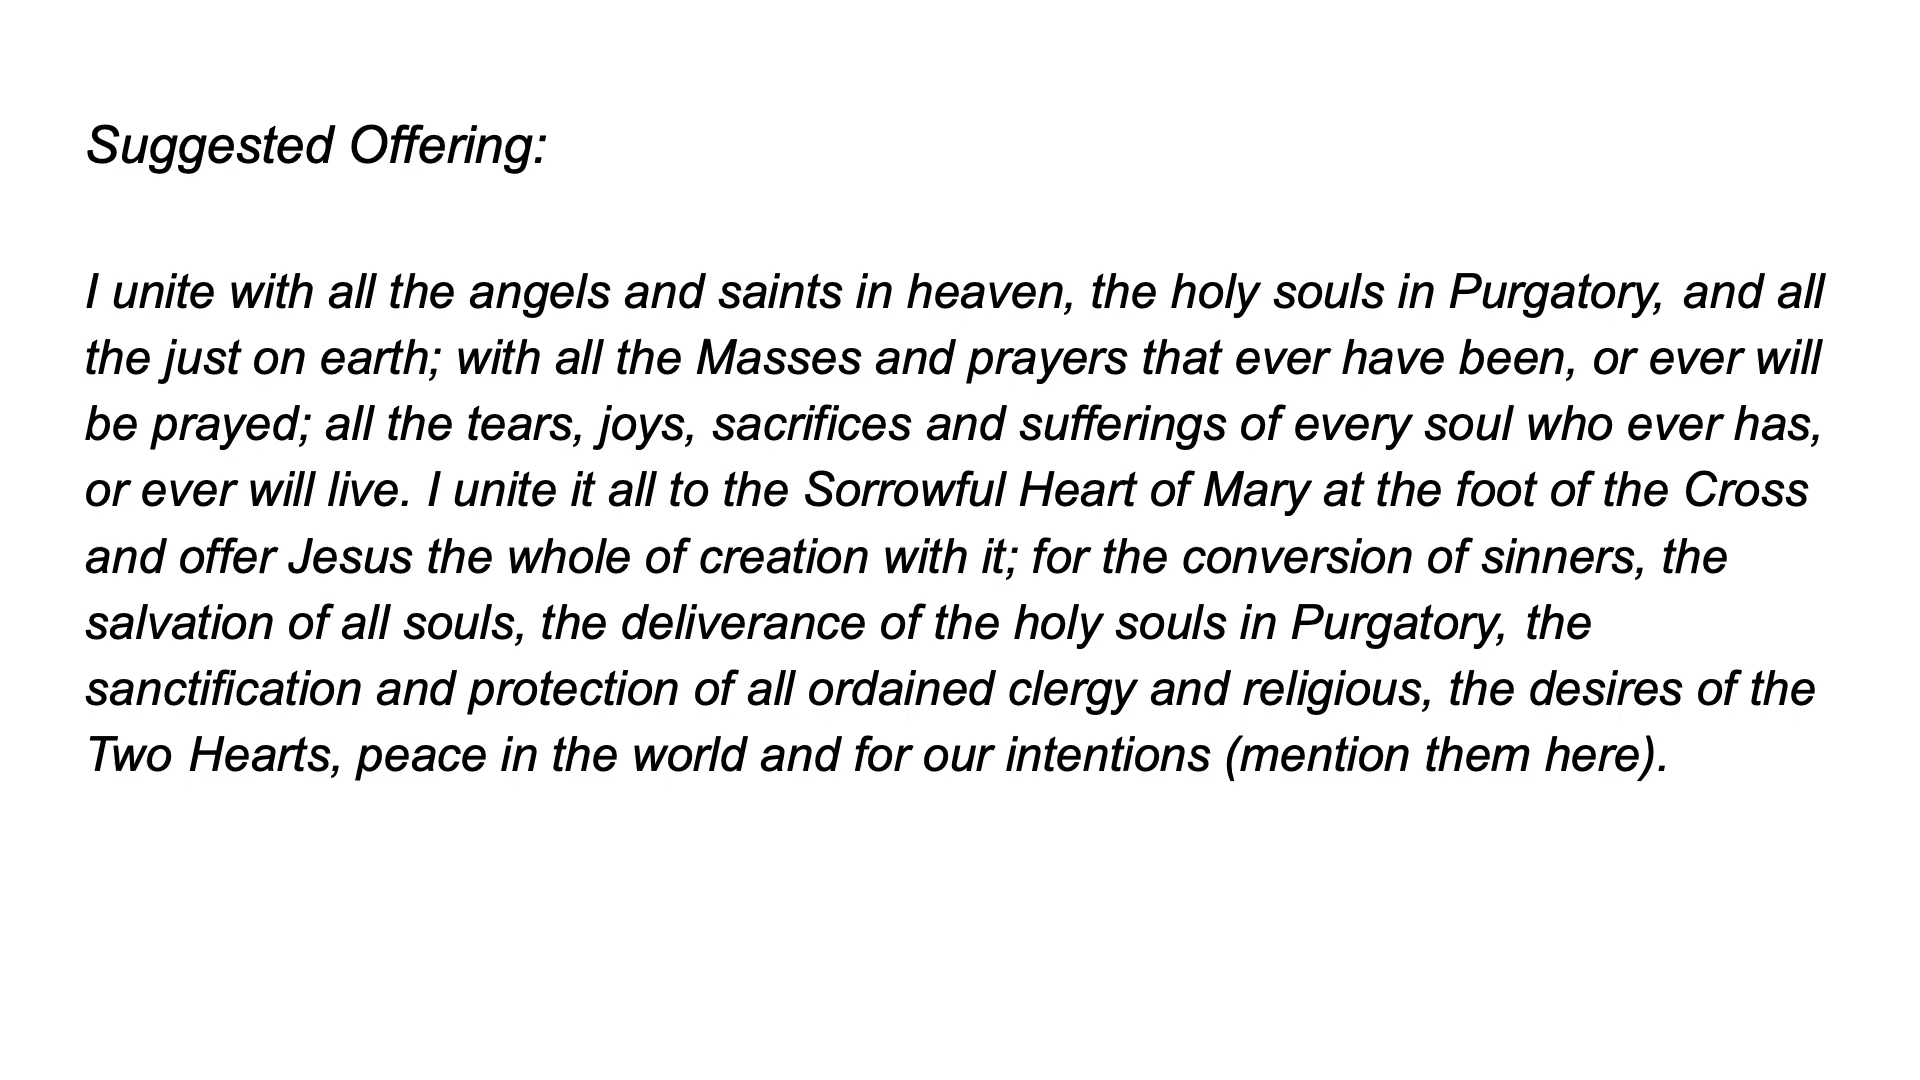 Suggested Offering:
I unite with all the angels and saints in heaven, the holy souls in Purgatory, and all
the just on earth; with all the Masses and prayers that ever have been, or ever will
be prayed; all the tears, joys, sacrifices and sufferings of every soul who ever has,
or ever will live. I unite it all to the Sorrowful Heart of Mary at the foot of the Cross
and offer Jesus the whole of creation with it; for the conversion of sinners, the
salvation of all souls, the deliverance of the holy souls in Purgatory, the
sanctification and protection of all ordained clergy and religious, the desires of the
Two Hearts, peace in the world and for our intentions (mention them here).